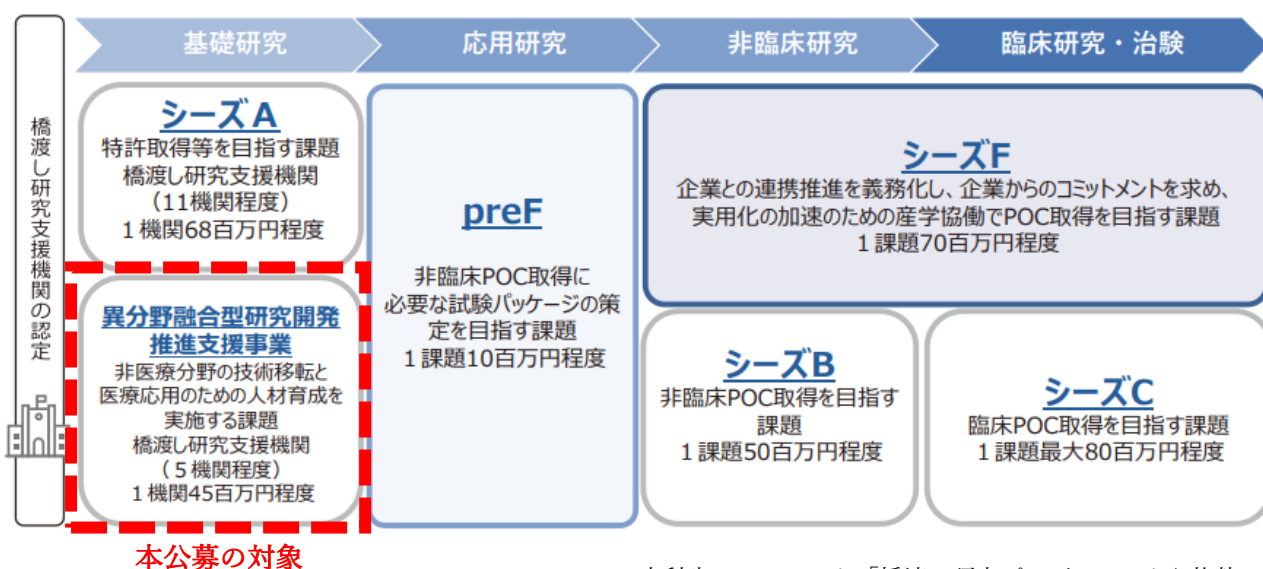 橋渡し研究支援機関の認定
基礎研究
応用研究
非臨床研究
臨床研究・治験
シーズA
特許取得等を目指す課題
橋渡し研究支援機関
（11機関程度）
１機関68百万円程度
異分野融合型研究開発
推進支援事業
非医療分野の技術移転と
医療応用のための人材育成を
実施する課題
橋渡し研究支援機関
（５機関程度）
１機関45百万円程度
preF
非臨床POC取得に
必要な試験パッケージの策
定を目指す課題
１課題10百万円程度
シーズF
企業との連携推進を義務化し、企業からのコミットメントを求め、
実用化の加速のための産学協働でPOC取得を目指す課題
１課題70百万円程度
シーズB
非臨床POC取得を目指す
課題
１課題50百万円程度
シーズC
臨床POC取得を目指す課題
１課題最大80百万円程度
本公募の対象